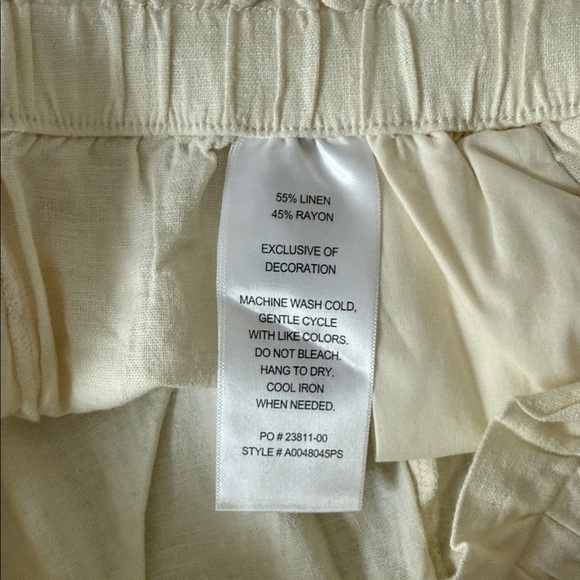 55% LINEN
45% RAYON
EXCLUSIVE OF
DECORATION
MACHINE WASH COLD,
GENTLE CYCLE
WITH LIKE COLORS.
DO NOT BLEACH.
HANG TO DRY.
COOL IRON
WHEN NEEDED.
PO # 23811-00
STYLE # A0048045PS